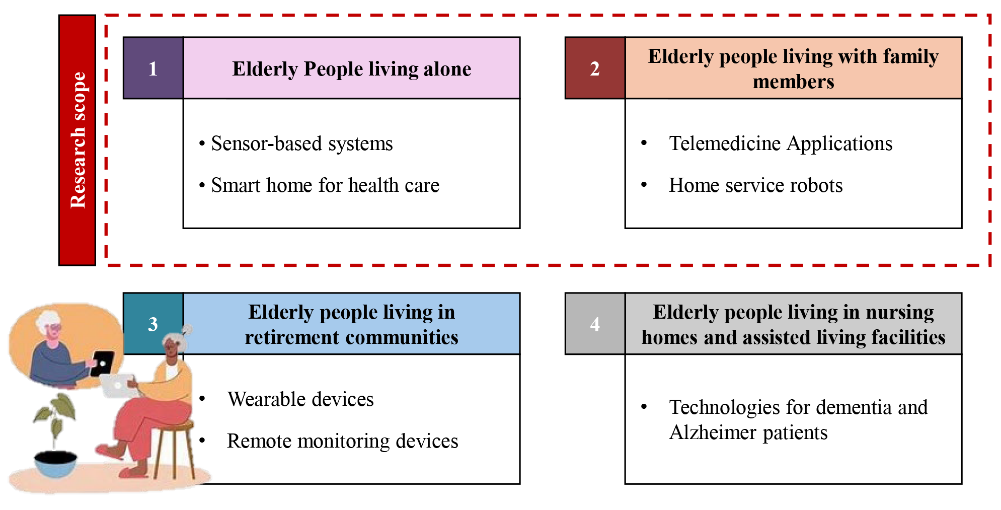 Research scope
1
Elderly People living alone
• Sensor-based systems
• Smart home for health care
2
Elderly people living with family
members
• Telemedicine Applications
• Home service robots
3
Elderly people living in
retirement communities
• Wearable devices
• Remote monitoring devices
4
Elderly people living in nursing
homes and assisted living facilities
• Technologies for dementia and
Alzheimer patients